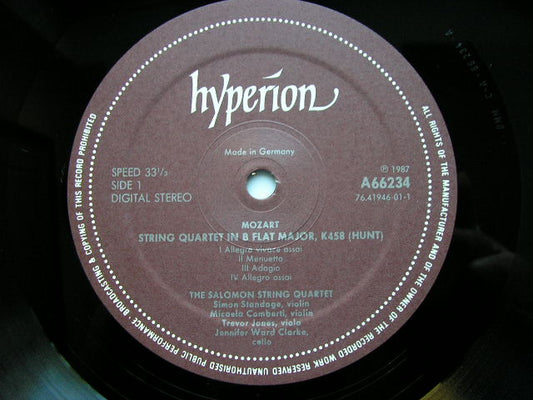 hyperion
Made in Germany
SPEED 33 1/3
SIDE 1
DIGITAL STEREO
℗ 1987
A66234
76.41946-01-1
MOZART
STRING QUARTET IN B FLAT MAJOR, K458 (HUNT)
I Allegro vivace assai
II Menuetto
III Adagio
IV Allegro assai
THE SALOMON STRING QUARTET
Simon Standage, violin
Micaela Comberti, violin
Trevor Jones, viola
Jennifer Ward Clarke,
cello
ALL RIGHTS OF THE MANUFACTURER AND OF THE OWNER OF THE RECORDED WORK RESERVED. UNAUTHORISED PUBLIC PERFORMANCE, BROADCASTING, COPYING OF THIS RECORD PROHIBITED